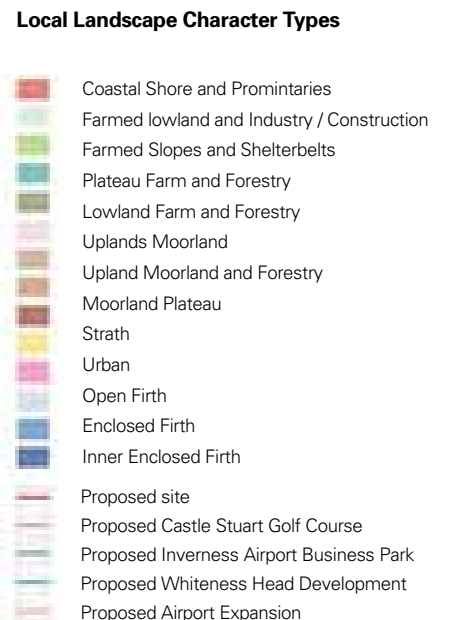 Local Landscape Character Types
Coastal Shore and Promintaries
Farmed lowland and Industry / Construction
Farmed Slopes and Shelterbelts
Plateau Farm and Forestry
Lowland Farm and Forestry
Uplands Moorland
Upland Moorland and Forestry
Moorland Plateau
Strath
Urban
Open Firth
Enclosed Firth
Inner Enclosed Firth
Proposed site
Proposed Castle Stuart Golf Course
Proposed Inverness Airport Business Park
Proposed Whiteness Head Development
Proposed Airport Expansion